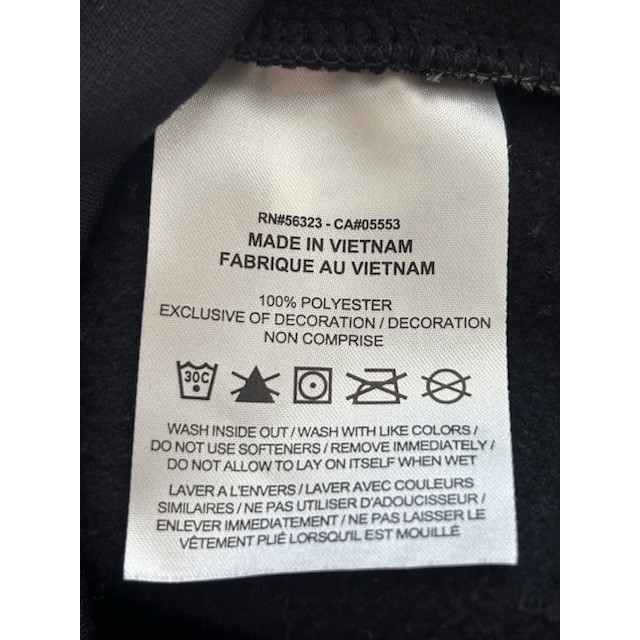 RN#56323 - CA#05553
MADE IN VIETNAM
FABRIQUE AU VIETNAM
100% POLYESTER
EXCLUSIVE OF DECORATION / DECORATION
NON COMPRISE
30C
WASH INSIDE OUT / WASH WITH LIKE COLORS /
DO NOT USE SOFTENERS / REMOVE IMMEDIATELY /
DO NOT ALLOW TO LAY ON ITSELF WHEN WET
LAVER A L'ENVERS / LAVER AVEC COULEURS
SIMILAIRES / NE PAS UTILISER D'ADOUCISSEUR /
ENLEVER IMMEDIATEMENT / NE PAS LAISSER LE
VÊTEMENT PLIÉ LORSQU'IL EST MOUILLÉ